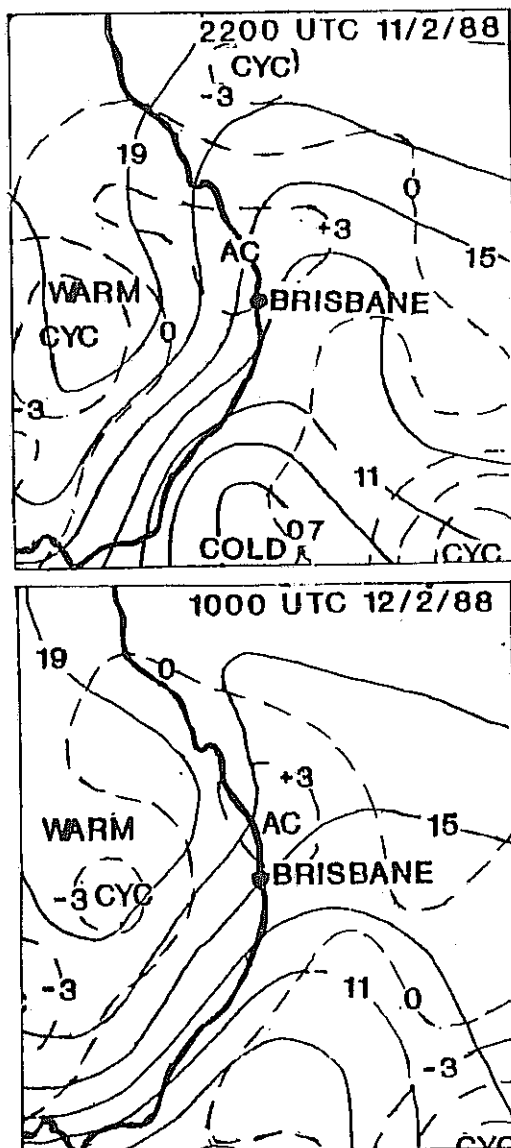 2200 UTC 11/2/88
CYC)
-3
19
0
+3
15
AC
WARM
BRISBANE
CYC
0
-3
11
07
COLD
CYC
1000 UTC 12/2/88
19
0
+3
WARM
AC
15
-3 CYC
BRISBANE
-3
11
0
-3
CYC